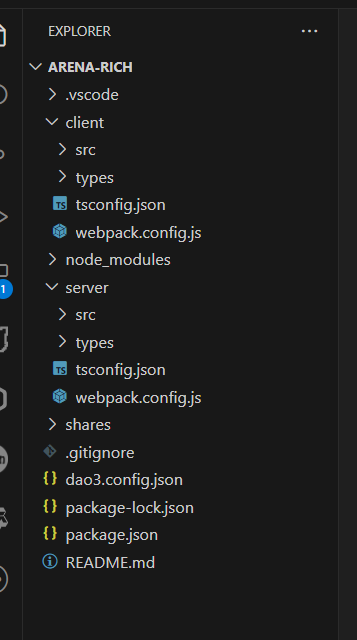 EXPLORER
ARENA-RICH
.vscode
client
src
types
TS tsconfig.json
webpack.config.js
node_modules
server
1
src
types
TS tsconfig.json
webpack.config.js
shares
.gitignore
{} dao3.config.json
{} package-lock.json
{} package.json
README.md